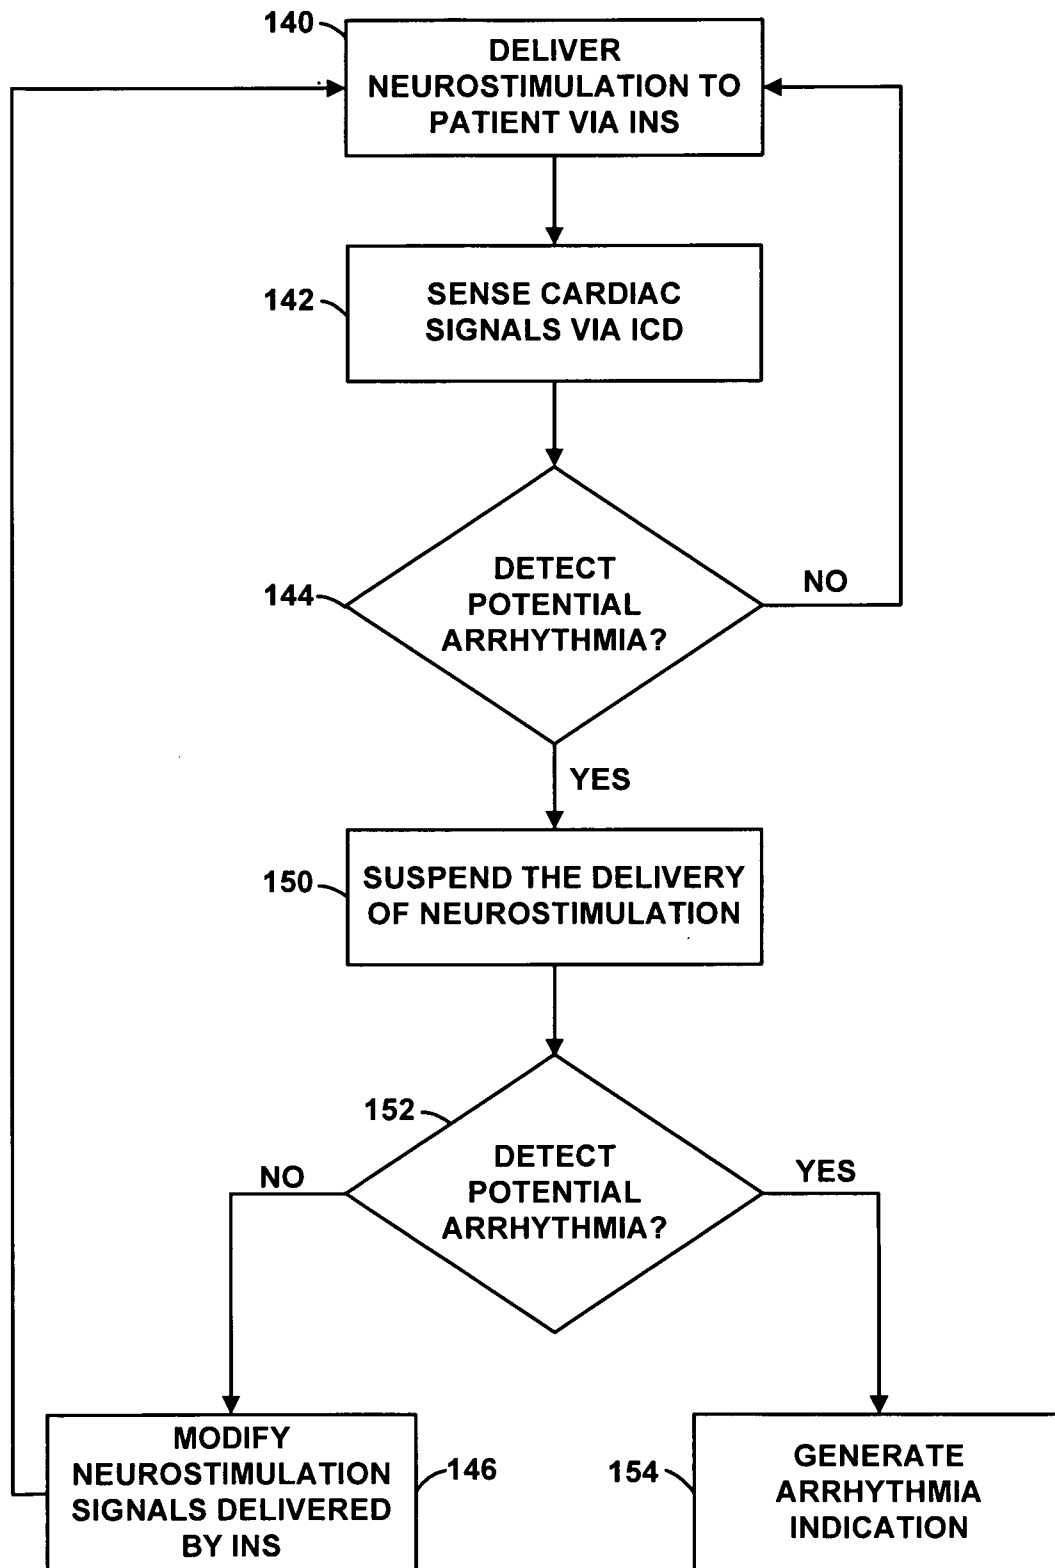 140
DELIVER
NEUROSTIMULATION TO
PATIENT VIA INS
142
SENSE CARDIAC
SIGNALS VIA ICD
144
DETECT
POTENTIAL
ARRHYTHMIA?
NO
YES
150
SUSPEND THE DELIVERY
OF NEUROSTIMULATION
152
DETECT
POTENTIAL
ARRHYTHMIA?
NO
YES
MODIFY
NEUROSTIMULATION
SIGNALS DELIVERED
BY INS
146
154
GENERATE
ARRHYTHMIA
INDICATION